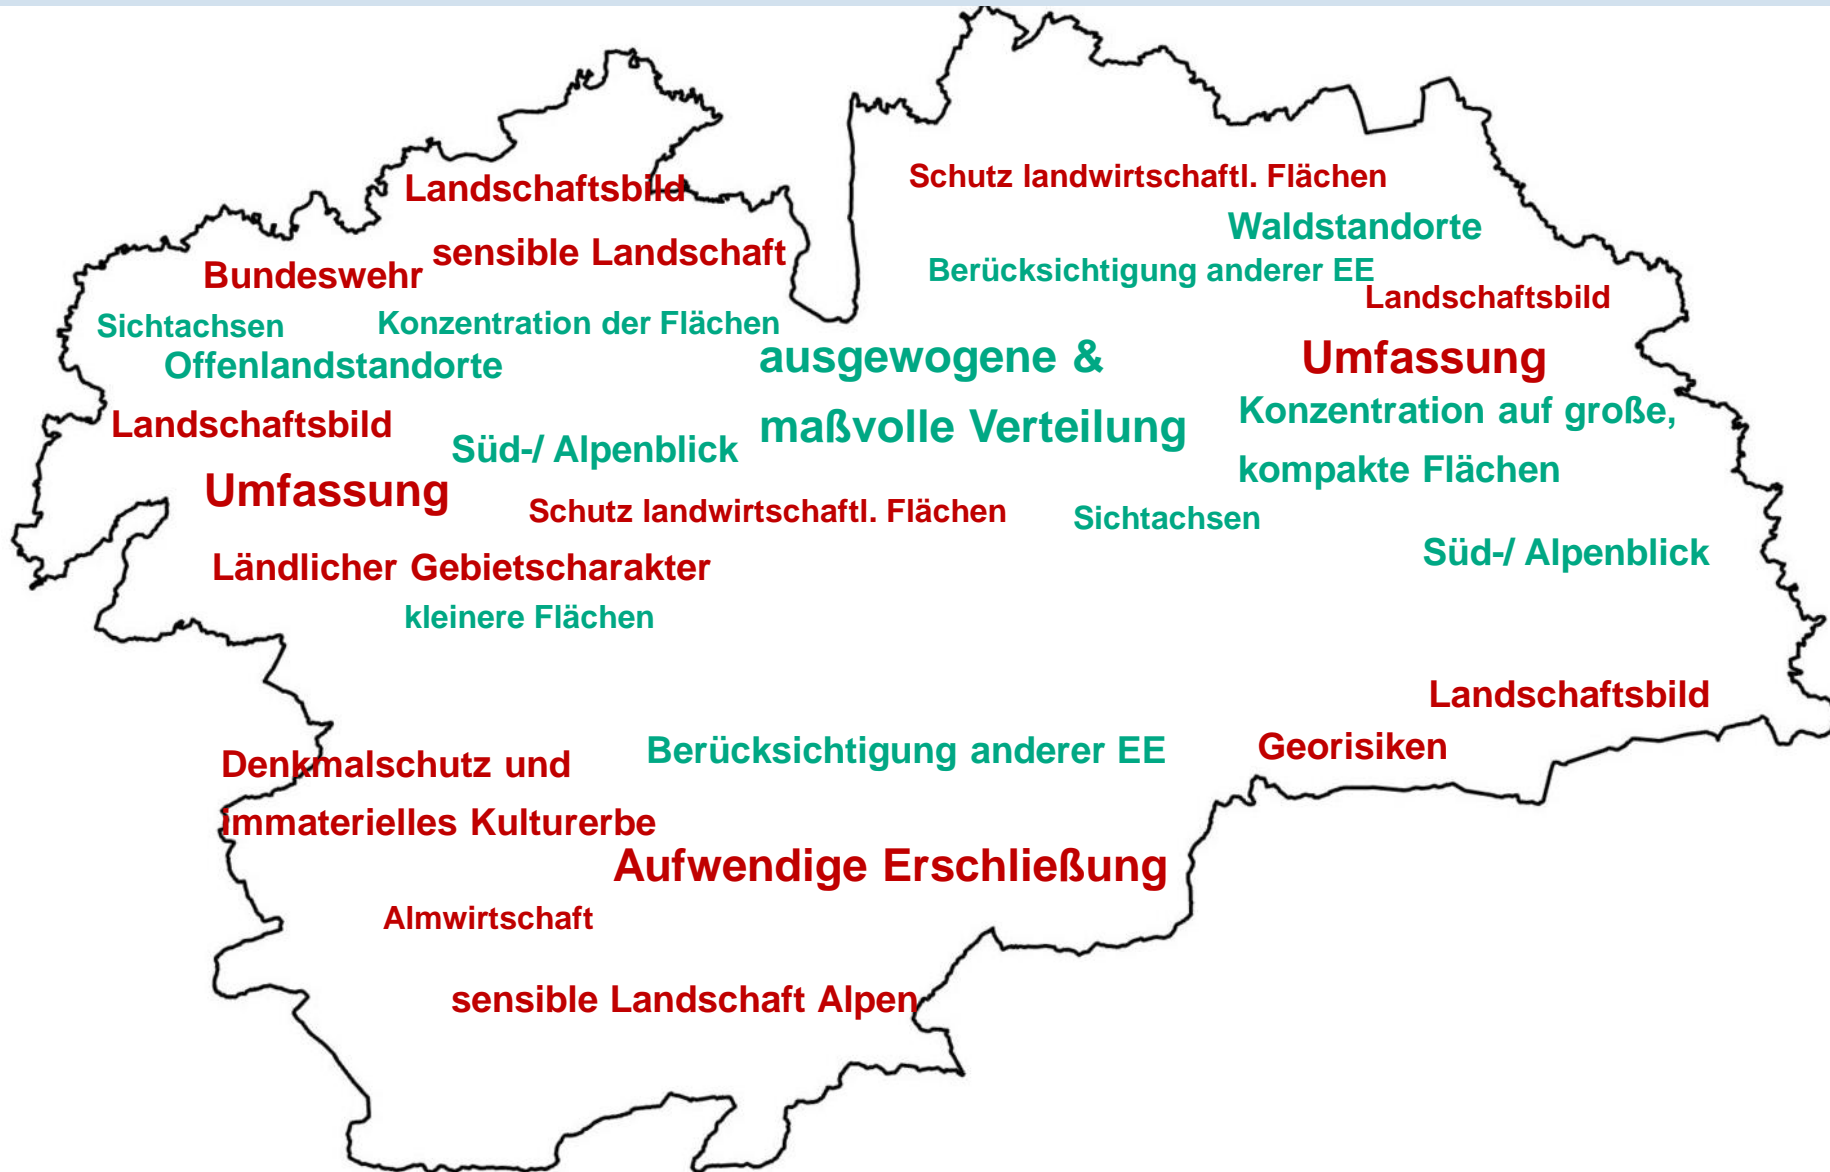 Landschaftsbild
Schutz landwirtschaftl. Flächen
Waldstandorte
sensible Landschaft
Bundeswehr
Berücksichtigung anderer EE
Landschaftsbild
Sichtachsen
Konzentration der Flächen
Offenlandstandorte
ausgewogene &
maßvolle Verteilung
Umfassung
Konzentration auf große,
kompakte Flächen
Landschaftsbild
Süd-/ Alpenblick
Umfassung
Schutz landwirtschaftl. Flächen
Sichtachsen
Süd-/ Alpenblick
Ländlicher Gebietscharakter
kleinere Flächen
Landschaftsbild
Georisiken
Berücksichtigung anderer EE
Denkmalschutz und
immaterielles Kulturerbe
Aufwendige Erschließung
Almwirtschaft
sensible Landschaft Alpen